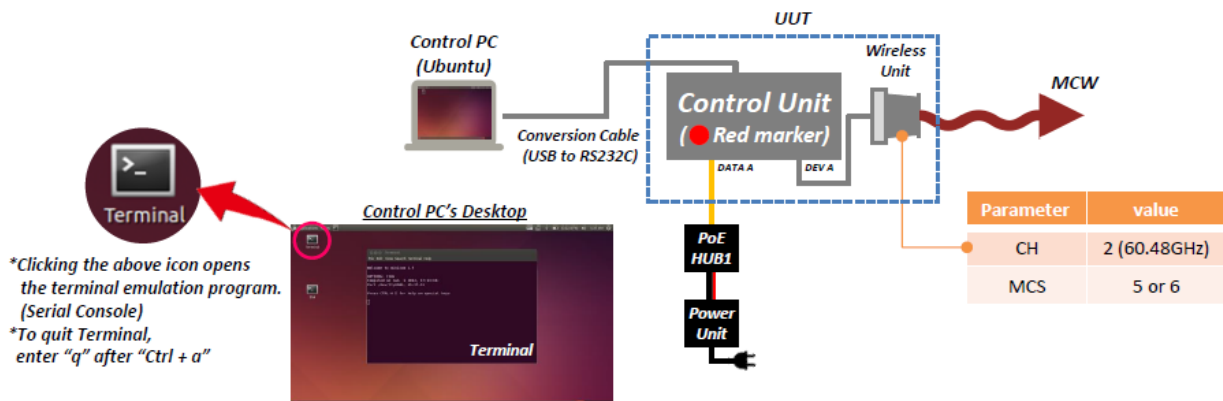 UUT
Control PC
(Ubuntu)
Wireless
Unit
MCW
Control Unit
( Red marker)
Conversion Cable
(USB to RS232C)
DATA A
DEV A
Terminal
Control PC's Desktop
*Clicking the above icon opens
the terminal emulation program.
(Serial Console)
*To quit Terminal,
enter “q” after “Ctrl + a”
Terminal
Terminal
PoE
HUB1
Power
Unit
Parameter value
CH 2 (60.48GHz)
MCS 5 or 6